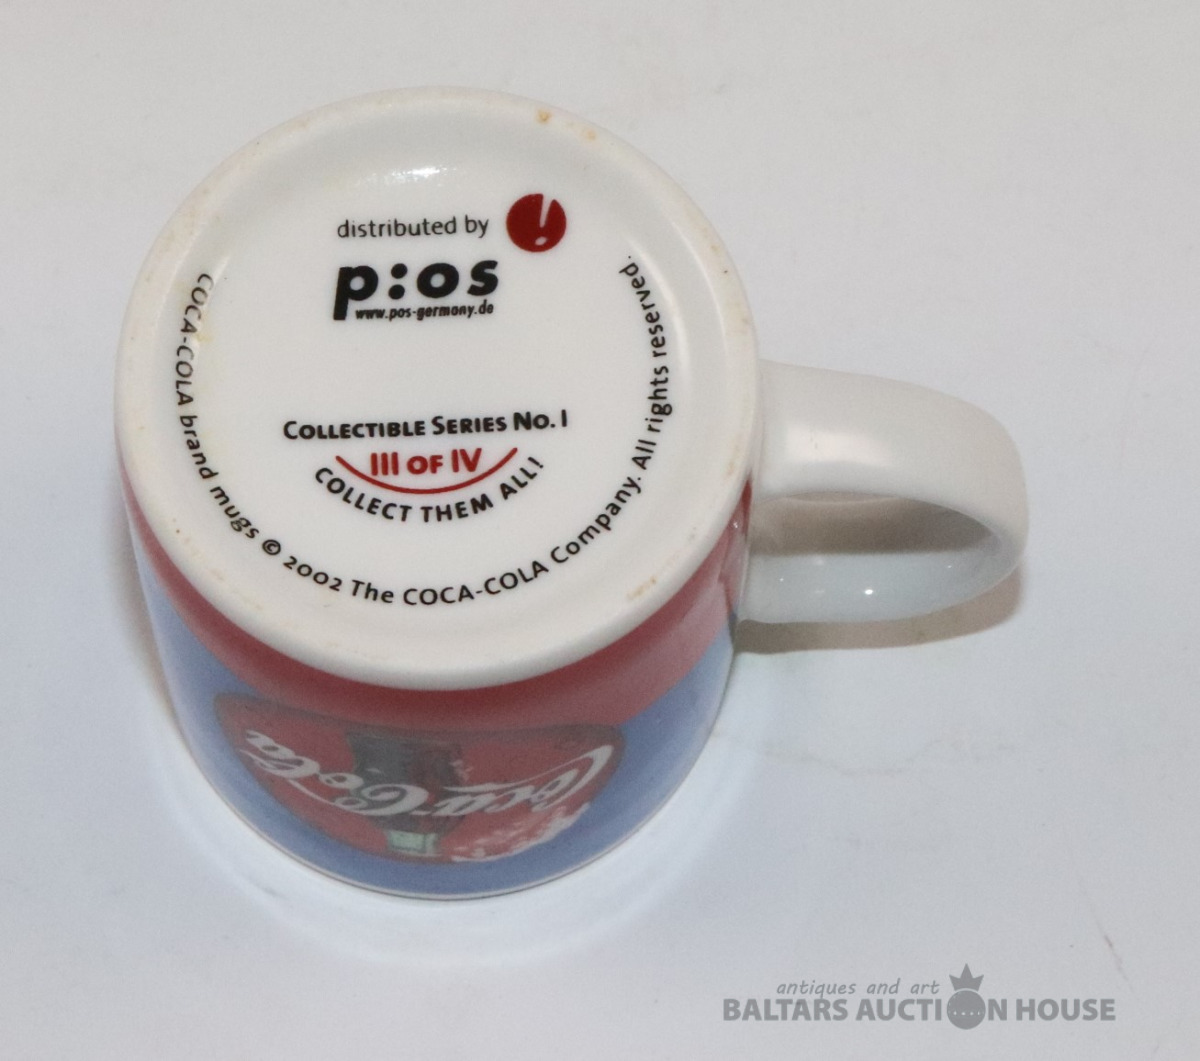 distributed by
p:os
www.pos-germany.de
COLLECTIBLE SERIES No. I
III OF IV
COLLECT THEM ALL!
COCA-COLA brand mugs © 2002 The COCA-COLA Company. All rights reserved.
Coca-Cola
antiques and art
BALTARS AUCTION HOUSE